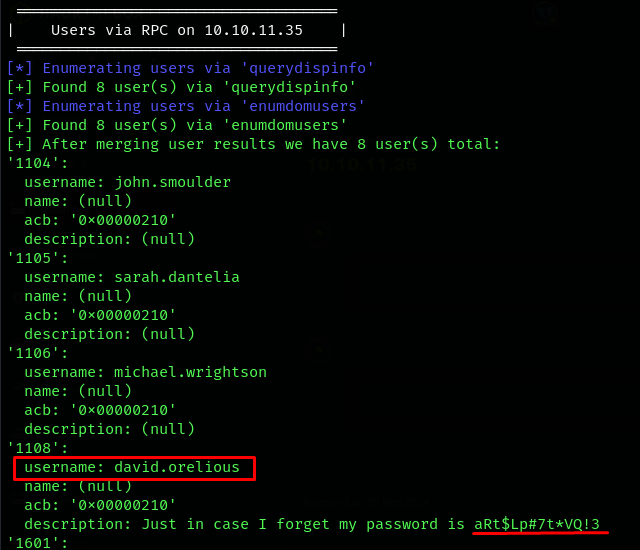 | Users via RPC on 10.10.11.35 |
[*] Enumerating users via 'querydispinfo'
[+] Found 8 user(s) via 'querydispinfo'
[*] Enumerating users via 'enumdomusers'
[+] Found 8 user(s) via 'enumdomusers'
[+] After merging user results we have 8 user(s) total:
'1104':
username: john.smoulder
name: (null)
acb: '0×00000210'
description: (null)
'1105':
username: sarah.dantelia
name: (null)
acb: '0×00000210'
description: (null)
'1106':
username: michael.wrightson
name: (null)
acb: '0×00000210'
description: (null)
'1108':
username: david.orelious
name: (null)
acb: '0×00000210'
description: Just in case I forget my password is aRt$Lp#7t*VQ!3
'1601':